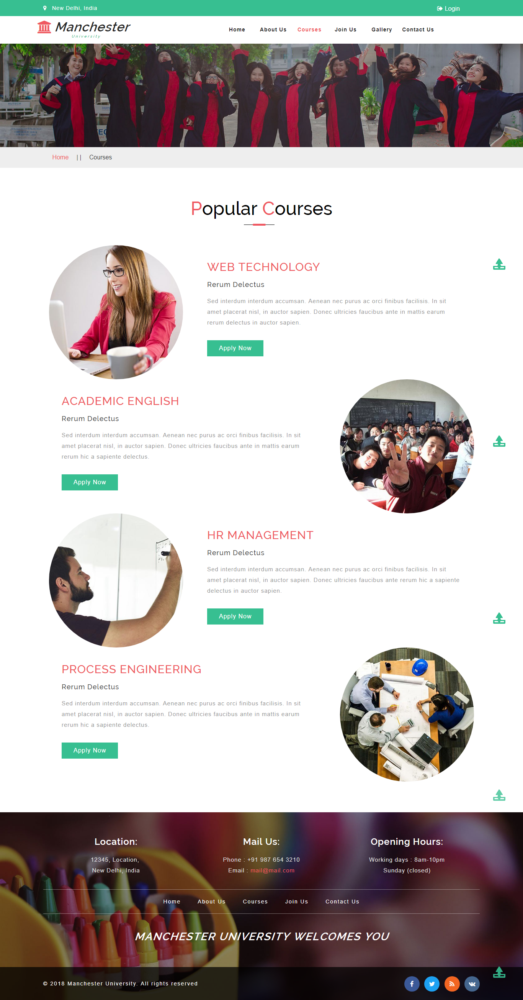 New Delhi, India
Login
Manchester
University
Home
About Us
Courses
Join Us
Gallery
Contact Us
HUTECH
HUT
TEC
Home || Courses
Popular Courses
WEB TECHNOLOGY
Rerum Delectus
Sed interdum interdum accumsan. Aenean nec purus ac orci finibus facilisis. In sit
amet placerat nisl, in auctor sapien. Donec ultricies faucibus ante in mattis earum
rerum delectus in auctor sapien.
Apply Now
ACADEMIC ENGLISH
Rerum Delectus
Sed interdum interdum accumsan. Aenean nec purus ac orci finibus facilisis. In sit
amet placerat nisl, in auctor sapien. Donec ultricies faucibus ante in mattis earum
rerum hic a sapiente delectus.
Apply Now
HR MANAGEMENT
Rerum Delectus
Sed interdum interdum accumsan. Aenean nec purus ac orci finibus facilisis. In sit
amet placerat nisl, in auctor sapien. Donec ultricies faucibus ante rerum hic a sapiente
delectus in auctor sapien.
Apply Now
PROCESS ENGINEERING
Rerum Delectus
Sed interdum interdum accumsan. Aenean nec purus ac orci finibus facilisis. In sit
amet placerat nisl, in auctor sapien. Donec ultricies faucibus ante in mattis earum
rerum hic a sapiente delectus.
Apply Now
Location:
12345, Location,
New Delhi, India
Mail Us:
Phone : +91 987 654 3210
Email : mail@mail.com
Opening Hours:
Working days : 8am-10pm
Sunday (closed)
Home
About Us
Courses
Join Us
Contact Us
MANCHESTER UNIVERSITY WELCOMES YOU
© 2018 Manchester University. All rights reserved